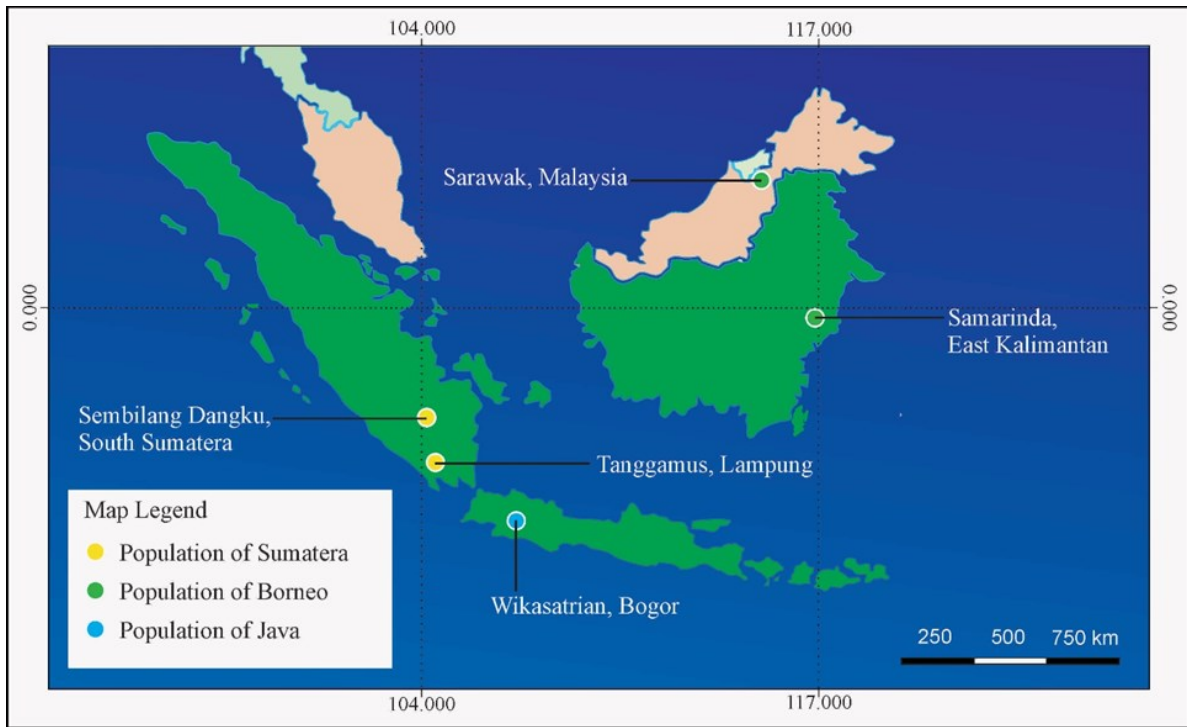 104.000
117.000
Sarawak, Malaysia
0.000
0.000
Samarinda,
East Kalimantan
Sembilang Dangku,
South Sumatera
Tanggamus, Lampung
Map Legend
Population of Sumatera
Population of Borneo
Population of Java
Wikasatrian, Bogor
250 500 750 km
104.000
117.000